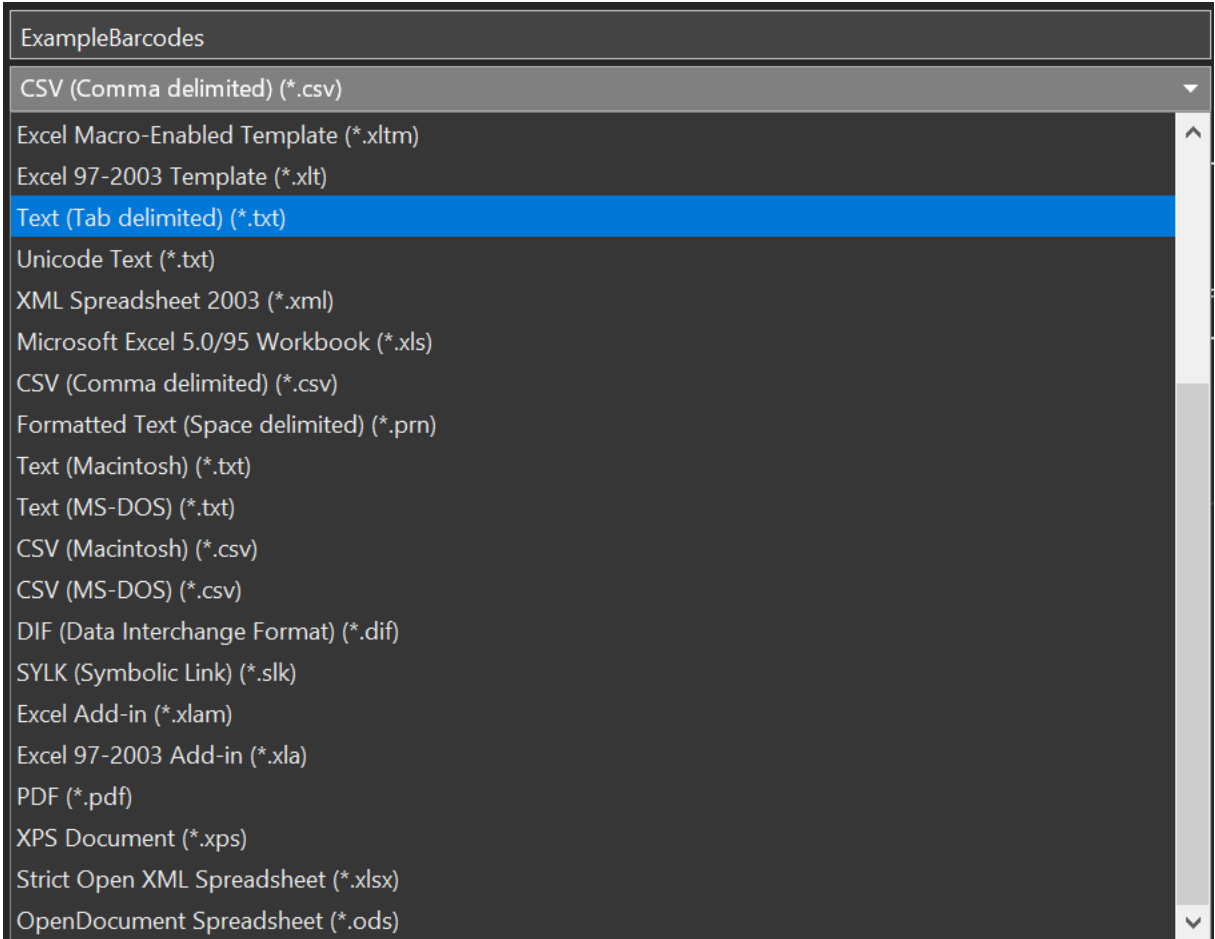 ExampleBarcodes
CSV (Comma delimited) (*.csv)
Excel Macro-Enabled Template (*.xltm)
Excel 97-2003 Template (*.xlt)
Text (Tab delimited) (*.txt)
Unicode Text (*.txt)
XML Spreadsheet 2003 (*.xml)
Microsoft Excel 5.0/95 Workbook (*.xls)
CSV (Comma delimited) (*.csv)
Formatted Text (Space delimited) (*.prn)
Text (Macintosh) (*.txt)
Text (MS-DOS) (*.txt)
CSV (Macintosh) (*.csv)
CSV (MS-DOS) (*.csv)
DIF (Data Interchange Format) (*.dif)
SYLK (Symbolic Link) (*.slk)
Excel Add-in (*.xlam)
Excel 97-2003 Add-in (*.xla)
PDF (*.pdf)
XPS Document (*.xps)
Strict Open XML Spreadsheet (*.xlsx)
OpenDocument Spreadsheet (*.ods)